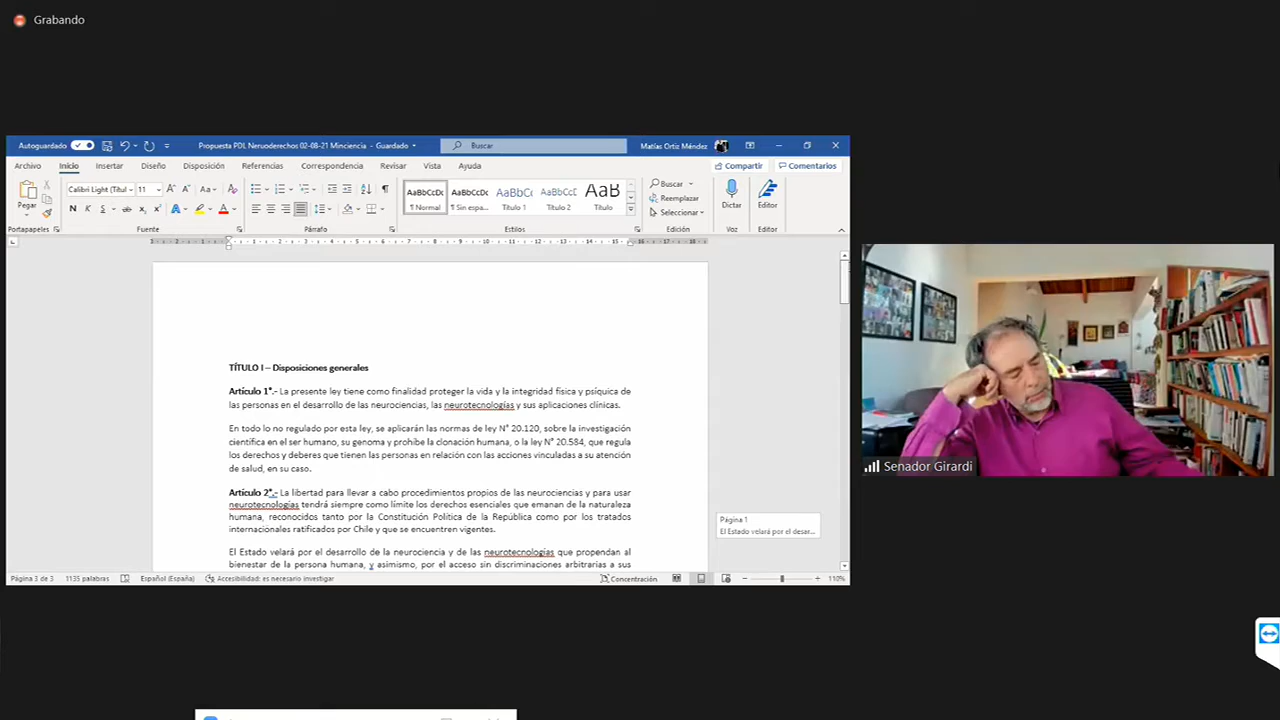 Grabando
Autoguardado
Propuesta PDL Neruoderechos 02-08-21 Minciencia - Guardado
Buscar
Matías Ortiz Méndez
Archivo Inicio Insertar Diseño Disposición Referencias Correspondencia Revisar Vista Ayuda
Compartir Comentarios
Pegar
Calibri Light (Títul 11
N K S
AaBbCcDc AaBbCcDc AaBbCc AaBbCcC AaB
¶ Normal ¶ Sin espa... Título 1 Título 2 Título
Buscar
Reemplazar
Seleccionar
Dictar
Editor
Portapapeles Fuente Párrafo Estilos Edición Voz Editor
TÍTULO I – Disposiciones generales
Artículo 1°.- La presente ley tiene como finalidad proteger la vida y la integridad física y psíquica de
las personas en el desarrollo de las neurociencias, las neurotecnologías y sus aplicaciones clínicas.
En todo lo no regulado por esta ley, se aplicarán las normas de ley N° 20.120, sobre la investigación
científica en el ser humano, su genoma y prohíbe la clonación humana, o la ley N° 20.584, que regula
los derechos y deberes que tienen las personas en relación con las acciones vinculadas a su atención
de salud, en su caso.
Artículo 2°.- La libertad para llevar a cabo procedimientos propios de las neurociencias y para usar
neurotecnologías tendrá siempre como límite los derechos esenciales que emanan de la naturaleza
humana, reconocidos tanto por la Constitución Política de la República como por los tratados
internacionales ratificados por Chile y que se encuentren vigentes.
El Estado velará por el desarrollo de la neurociencia y de las neurotecnologías que propendan al
bienestar de la persona humana, y asimismo, por el acceso sin discriminaciones arbitrarias a sus
Página 1
El Estado velará por el desar...
Página 3 de 3 1135 palabras Español (España) Accesibilidad: es necesario investigar
Concentración
110%
Senador Girardi